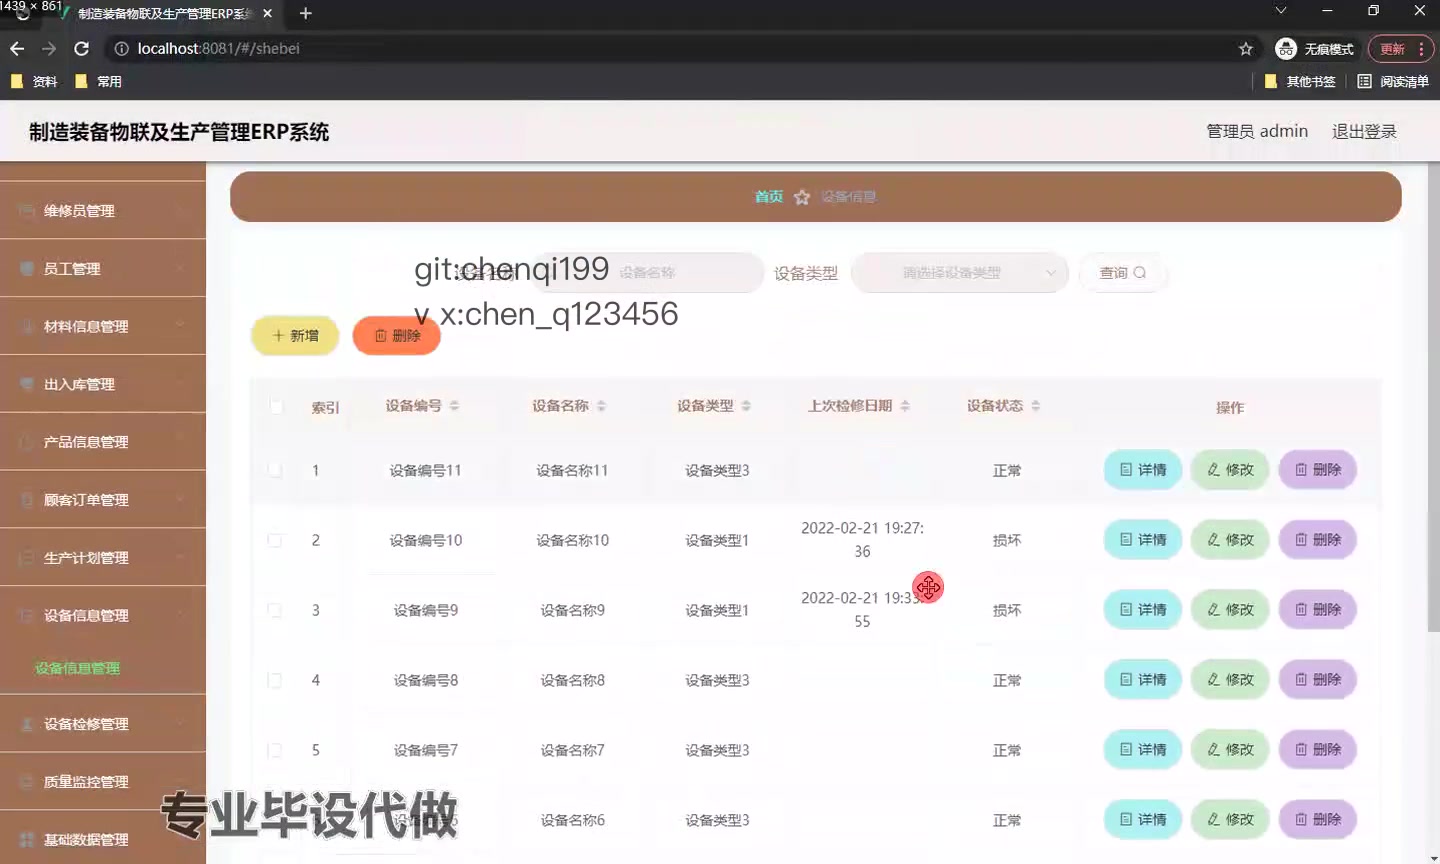 1439 × 861
制造装备物联及生产管理ERP系统
localhost:8081/#/shebei
无痕模式
更新
资料
常用
其他书签
阅读清单
制造装备物联及生产管理ERP系统
管理员 admin
退出登录
首页
设备信息
维修员管理
员工管理
材料信息管理
出入库管理
产品信息管理
顾客订单管理
生产计划管理
设备信息管理
设备信息管理
设备检修管理
质量监控管理
基础数据管理
git:chenqi199
v x:chen_q123456
设备名称
设备名称
设备类型
请选择设备类型
查询
新增
删除
索引 设备编号 设备名称 设备类型 上次检修日期 设备状态 操作
1 设备编号11 设备名称11 设备类型3 正常 详情 修改 删除
2 设备编号10 设备名称10 设备类型1 2022-02-21 19:27:36 损坏 详情 修改 删除
3 设备编号9 设备名称9 设备类型1 2022-02-21 19:33:55 损坏 详情 修改 删除
4 设备编号8 设备名称8 设备类型3 正常 详情 修改 删除
5 设备编号7 设备名称7 设备类型3 正常 详情 修改 删除
设备名称6 设备类型3 正常 详情 修改 删除
专业毕设代做